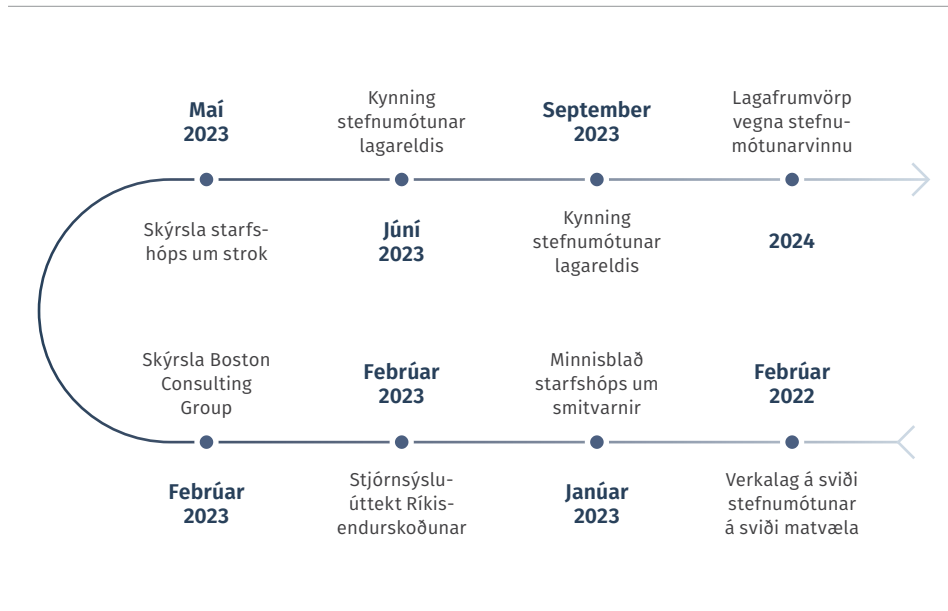 Maí
2023
Skýrsla starfs-
hóps um strok
Kynning
stefnumótunar
lagareldis
Júní
2023
September
2023
Kynning
stefnumótunar
lagareldis
Lagafrumvörp
vegna stefnu-
mótunarvinnu
2024
Skýrsla Boston
Consulting
Group
Febrúar
2023
Febrúar
2023
Stjórnsýslu-
úttekt Ríkis-
endurskoðunar
Minnisblað
starfshóps um
smitvarnir
Janúar
2023
Febrúar
2022
Verkalag á sviði
stefnumótunar
á sviði matvæla